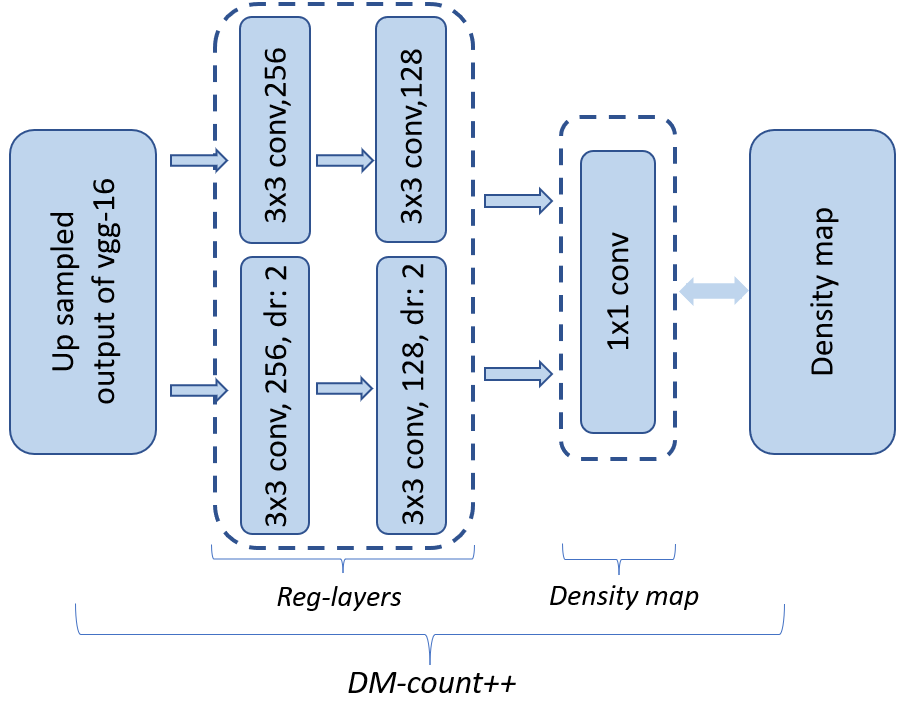 Up sampled
output of vgg-16
3x3 conv,256
3x3 conv,128
3x3 conv, 256, dr: 2
3x3 conv, 128, dr: 2
1x1 conv
Density map
Reg-layers
Density map
DM-count++